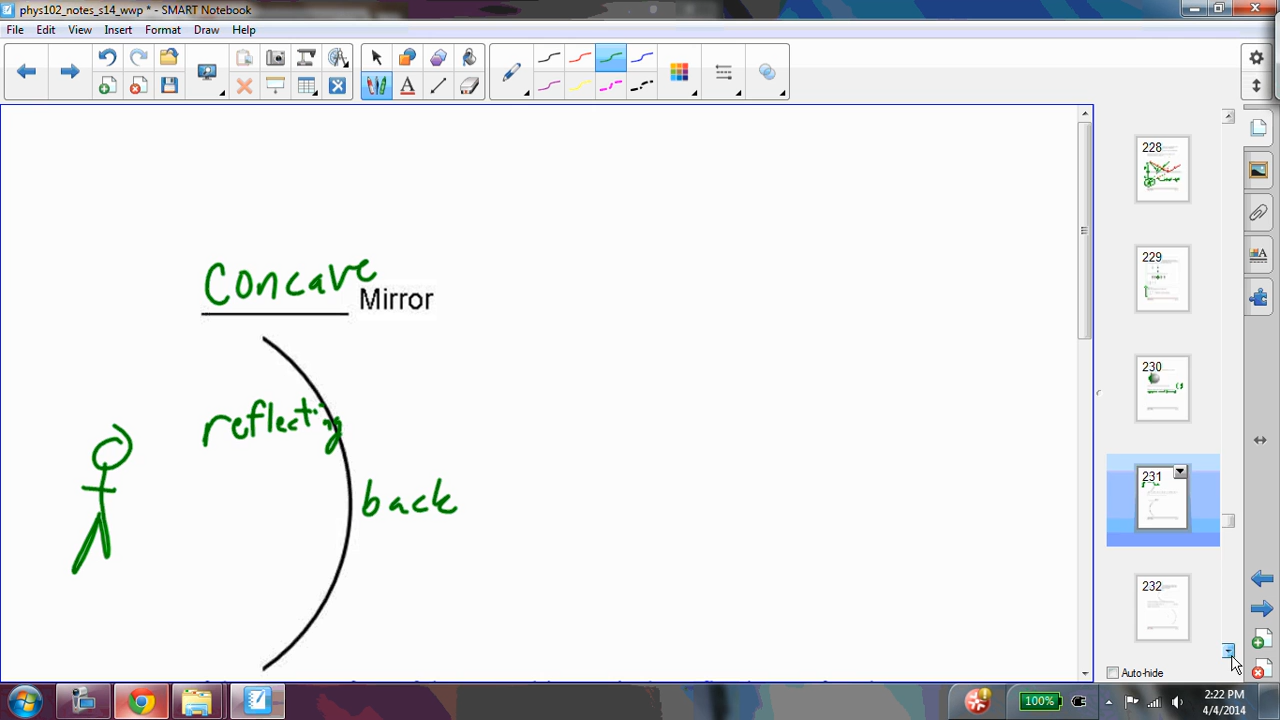 phys102_notes_s14_wwp * - SMART Notebook
File Edit View Insert Format Draw Help
Concave Mirror
reflecting
back
228
229
230
231
232
Auto-hide
100%
2:22 PM
4/4/2014